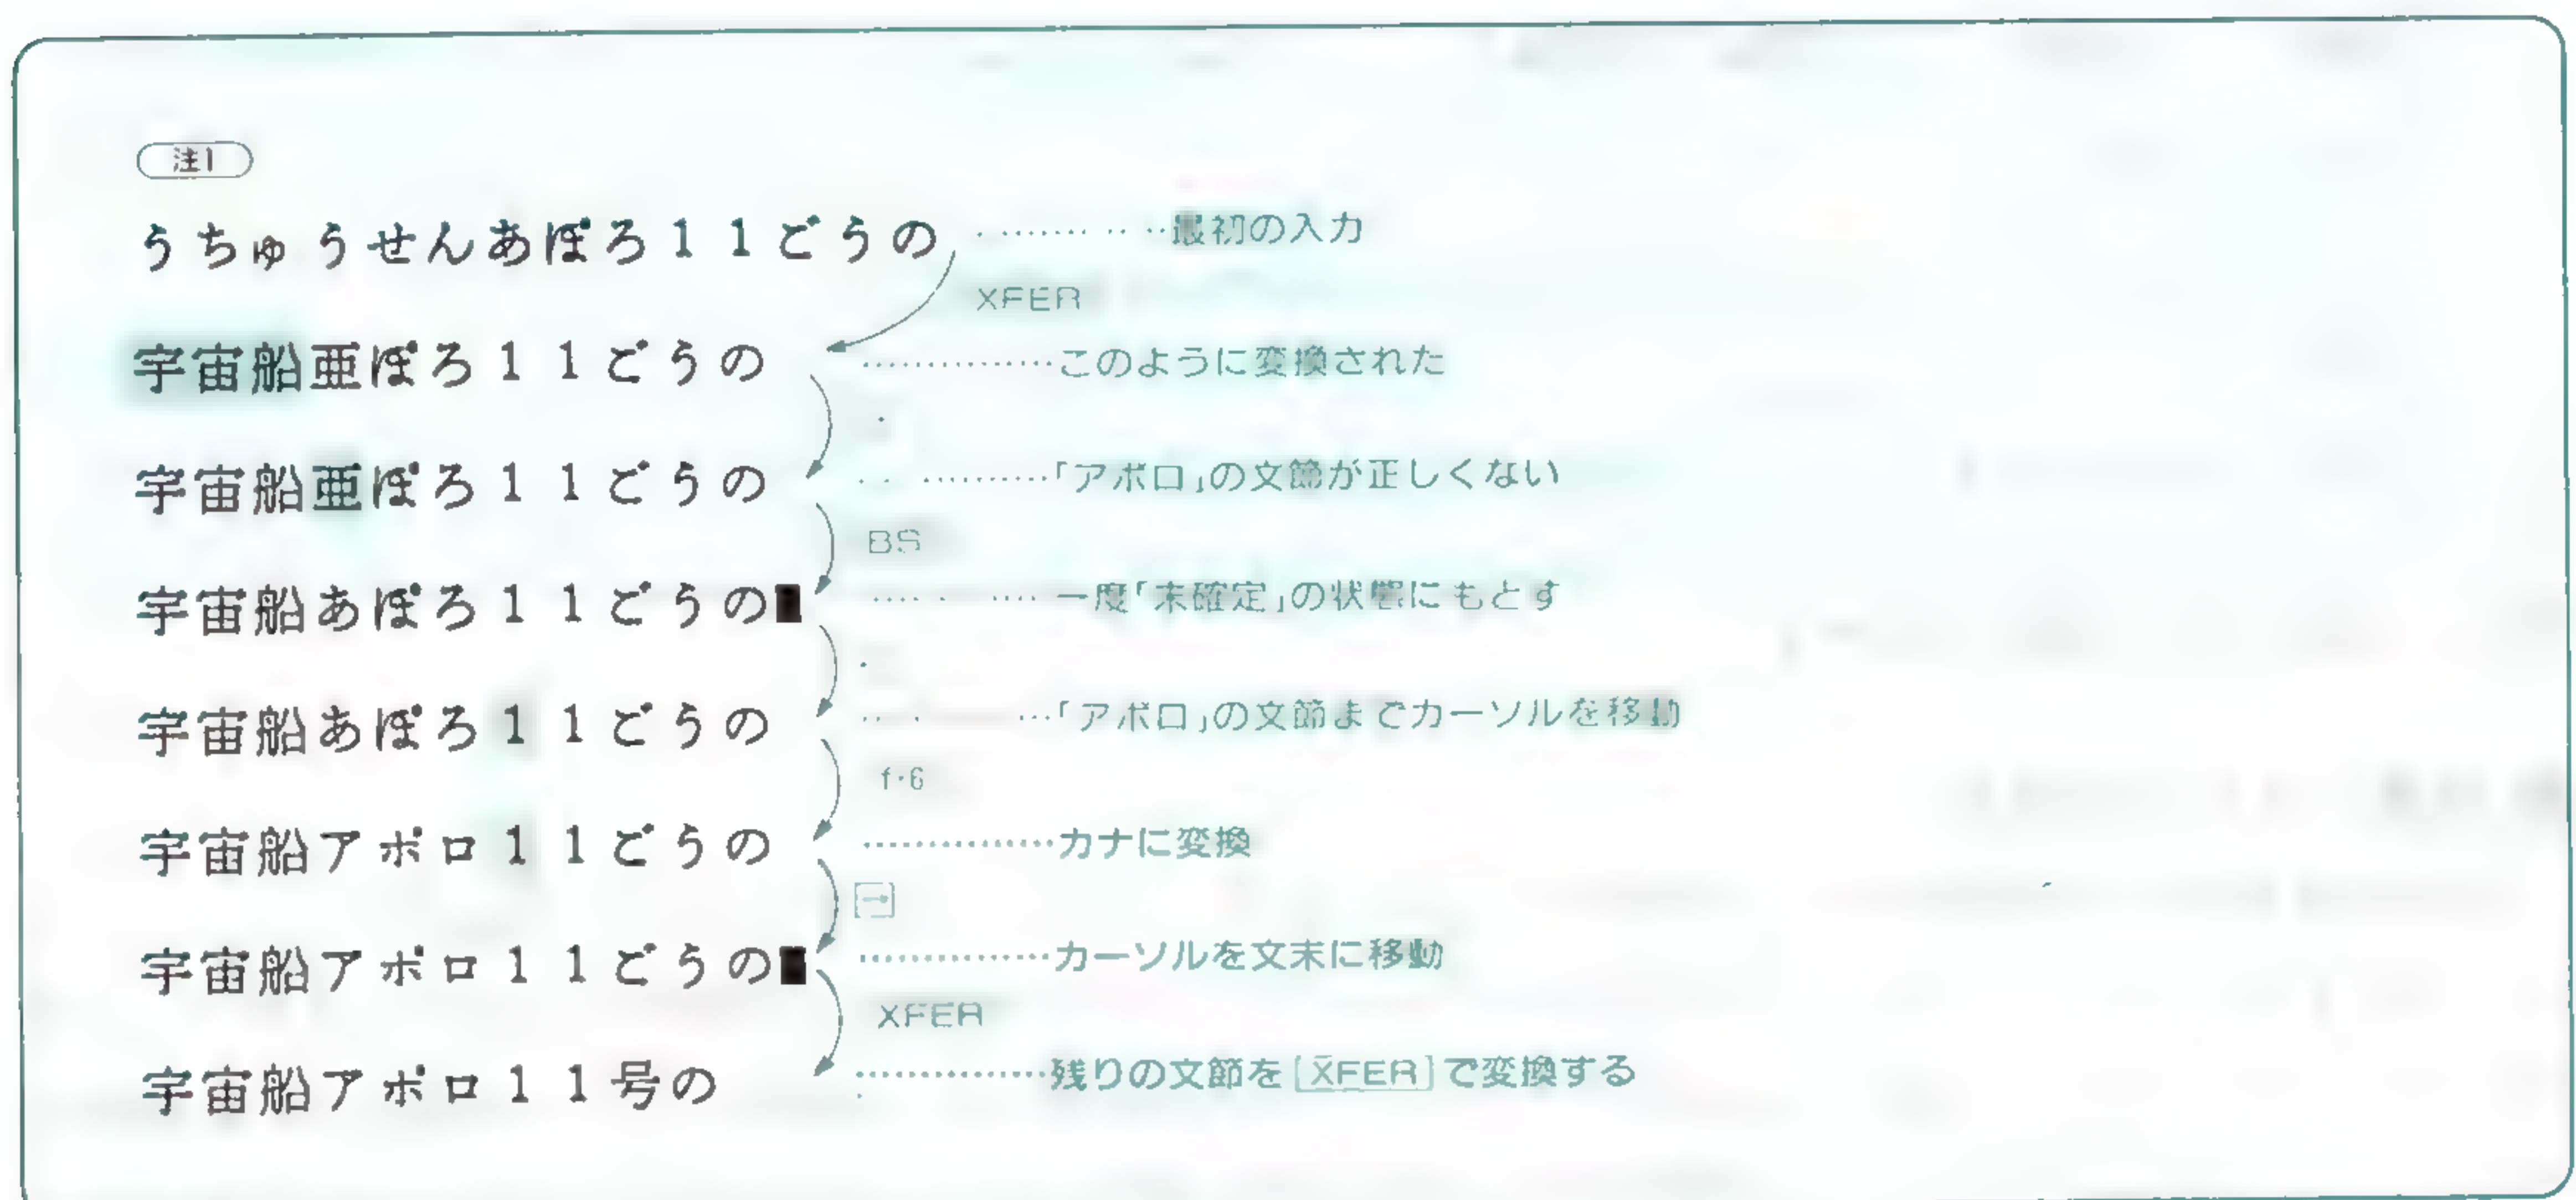 注1
うちゅうせんあぽろ11ごうの ………… 最初の入力
XFER
宇宙船亜ぽろ11ごうの …………このように変換された
宇宙船亜ぽろ11ごうの …………「アポロ」の文節が正しくない
BS
宇宙船あぽろ11ごうの■ …………一度「未確定」の状態にもどす
宇宙船あぽろ11ごうの …………「アポロ」の文節までカーソルを移動
f・6
宇宙船アポロ11ごうの …………カナに変換
→
宇宙船アポロ11ごうの■ …………カーソルを文末に移動
XFER
宇宙船アポロ11号の …………残りの文節を[XFER]で変換する